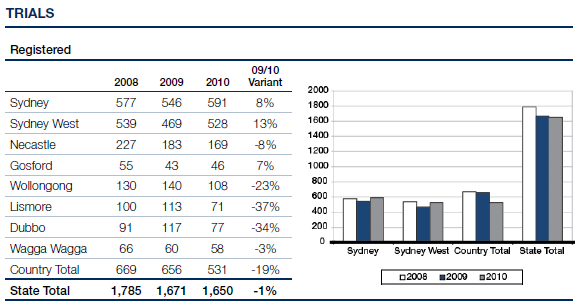 TRIALS
Registered
2008 2009 2010 09/10 Variant
Sydney 577 546 591 8%
Sydney West 539 469 528 13%
Necastle 227 183 169 -8%
Gosford 55 43 46 7%
Wollongong 130 140 108 -23%
Lismore 100 113 71 -37%
Dubbo 91 117 77 -34%
Wagga Wagga 66 60 58 -3%
Country Total 669 656 531 -19%
State Total 1,785 1,671 1,650 -1%
2000
1800
1600
1400
1200
1000
800
600
400
200
0
Sydney Sydney West Country Total State Total
2008 2009 2010